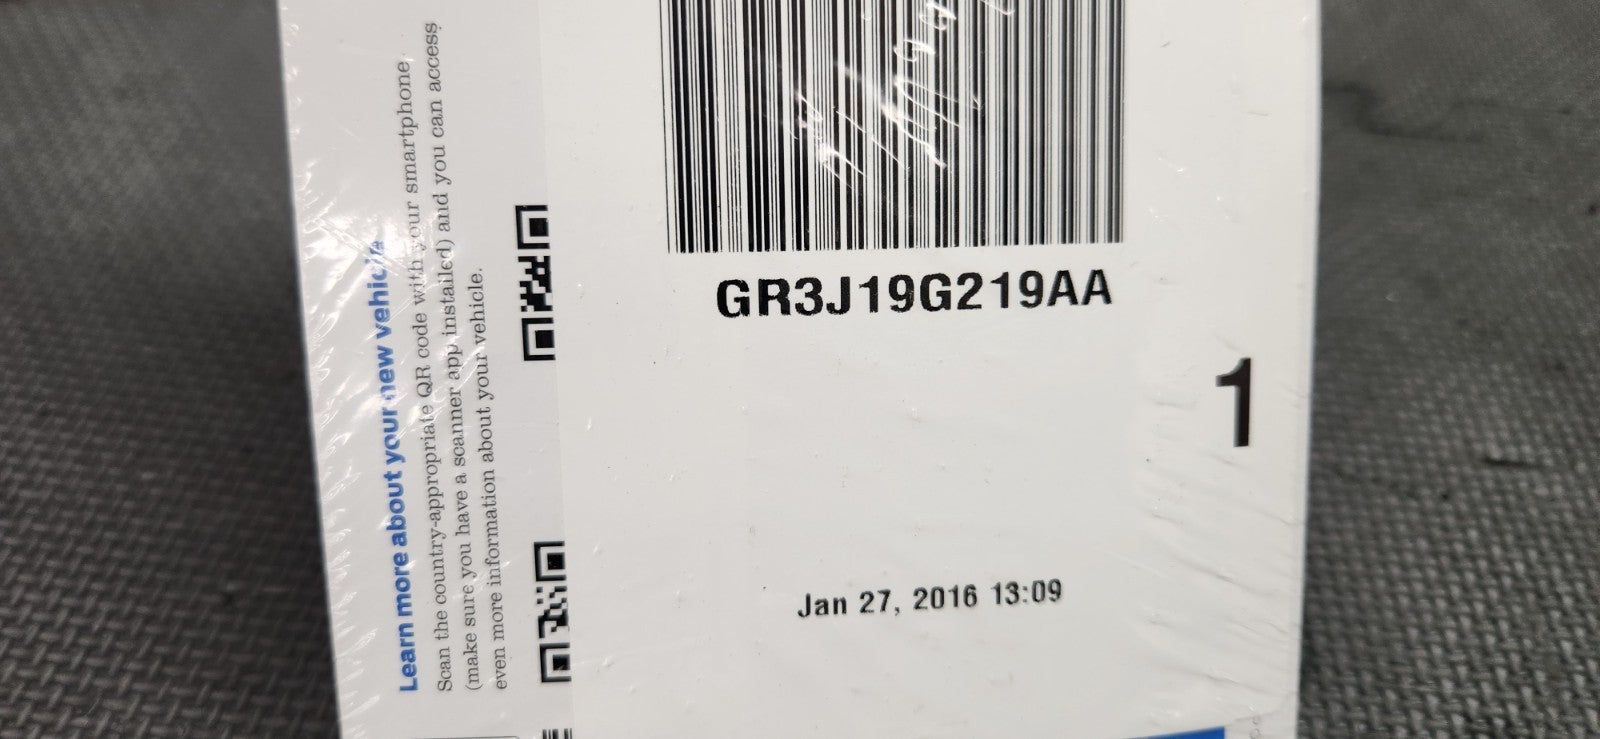 Learn more about your new vehicle
Scan the country-appropriate QR code with your smartphone
(make sure you have a scanner app installed) and you can access
even more information about your vehicle.
GR3J19G219AA
1
Jan 27, 2016 13:09